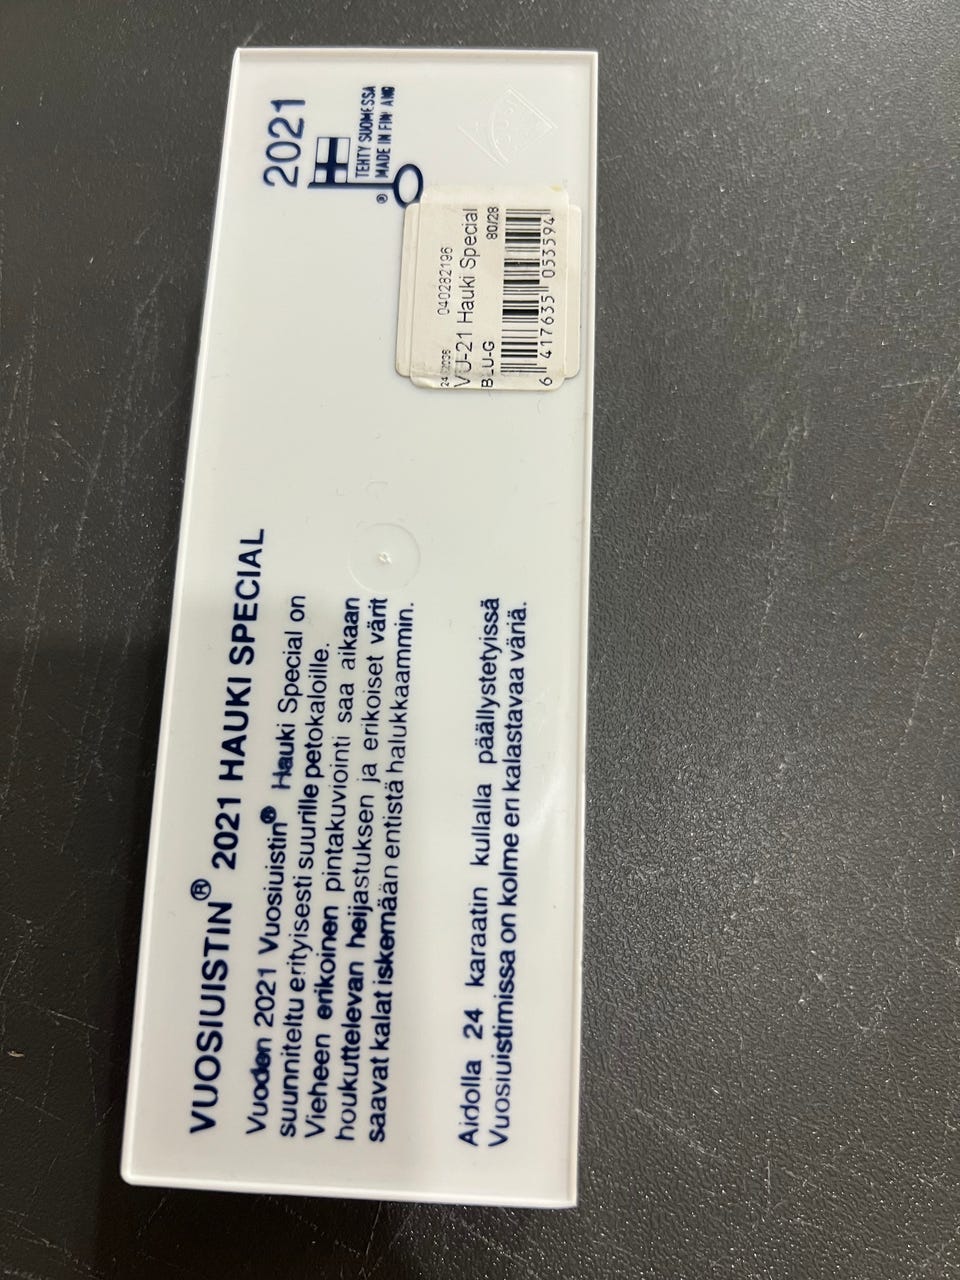 VUOSIUISTIN® 2021 HAUKI SPECIAL
Vuoden 2021 Vuosiuistin® Hauki Special on
suunniteltu erityisesti suurille petokaloille.
Vieheen erikoinen pintakuviointi saa aikaan
houkuttelevan heijastuksen ja erikoiset värit
saavat kalat iskemään entistä halukkaammin.
Aidolla 24 karaatin kullalla päällystetyissä
Vuosiuistimissa on kolme eri kalastavaa väriä.
2021
TEHTY SUOMESSA
® MADE IN FINLAND
040282196
VU-21 Hauki Special
BLU-G 80/28
6 417635 053594